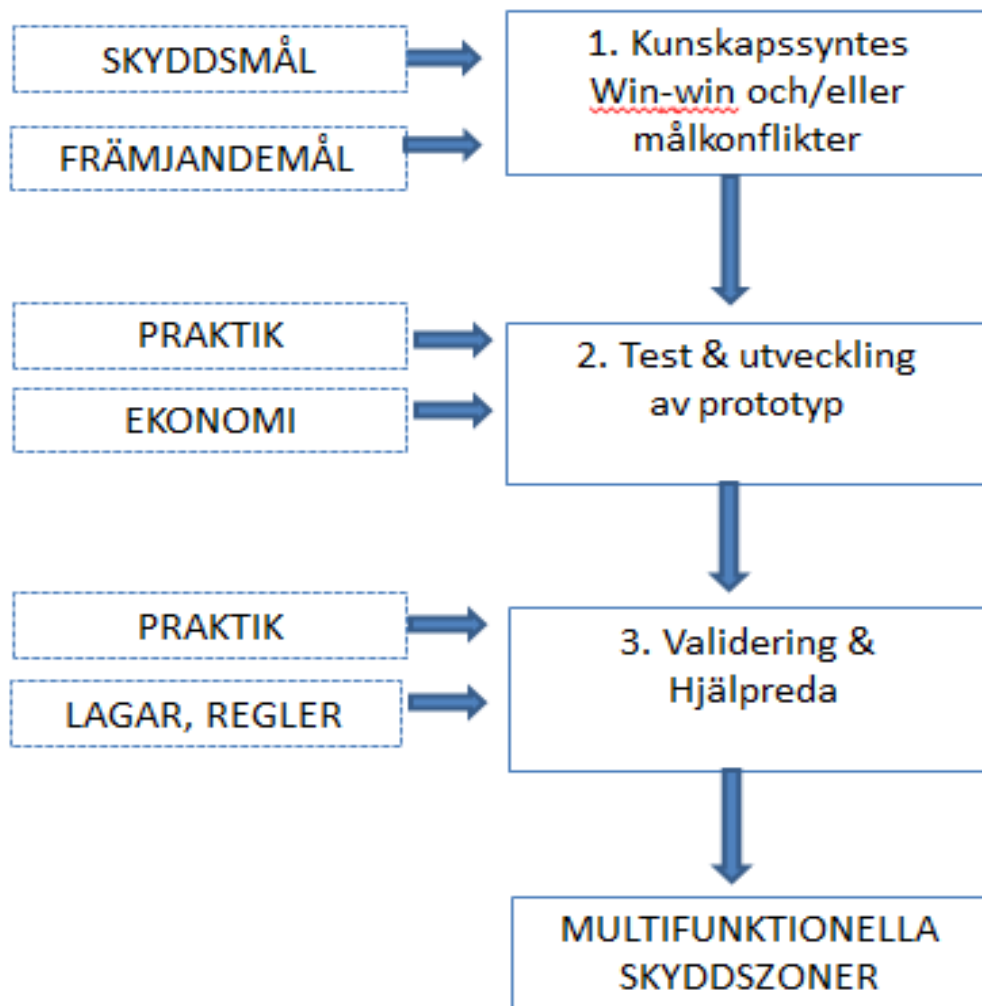 SKYDDSMÅL
FRÄMJANDEMÅL
1. Kunskapssyntes
Win-win och/eller
målkonflikter
PRAKTIK
EKONOMI
2. Test & utveckling
av prototyp
PRAKTIK
LAGAR, REGLER
3. Validering &
Hjälpreda
MULTIFUNKTIONELLA
SKYDDSZONER